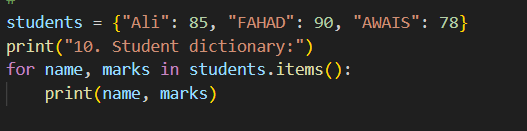 #
students = {"Ali": 85, "FAHAD": 90, "AWAIS": 78}
print("10. Student dictionary:")
for name, marks in students.items():
    print(name, marks)